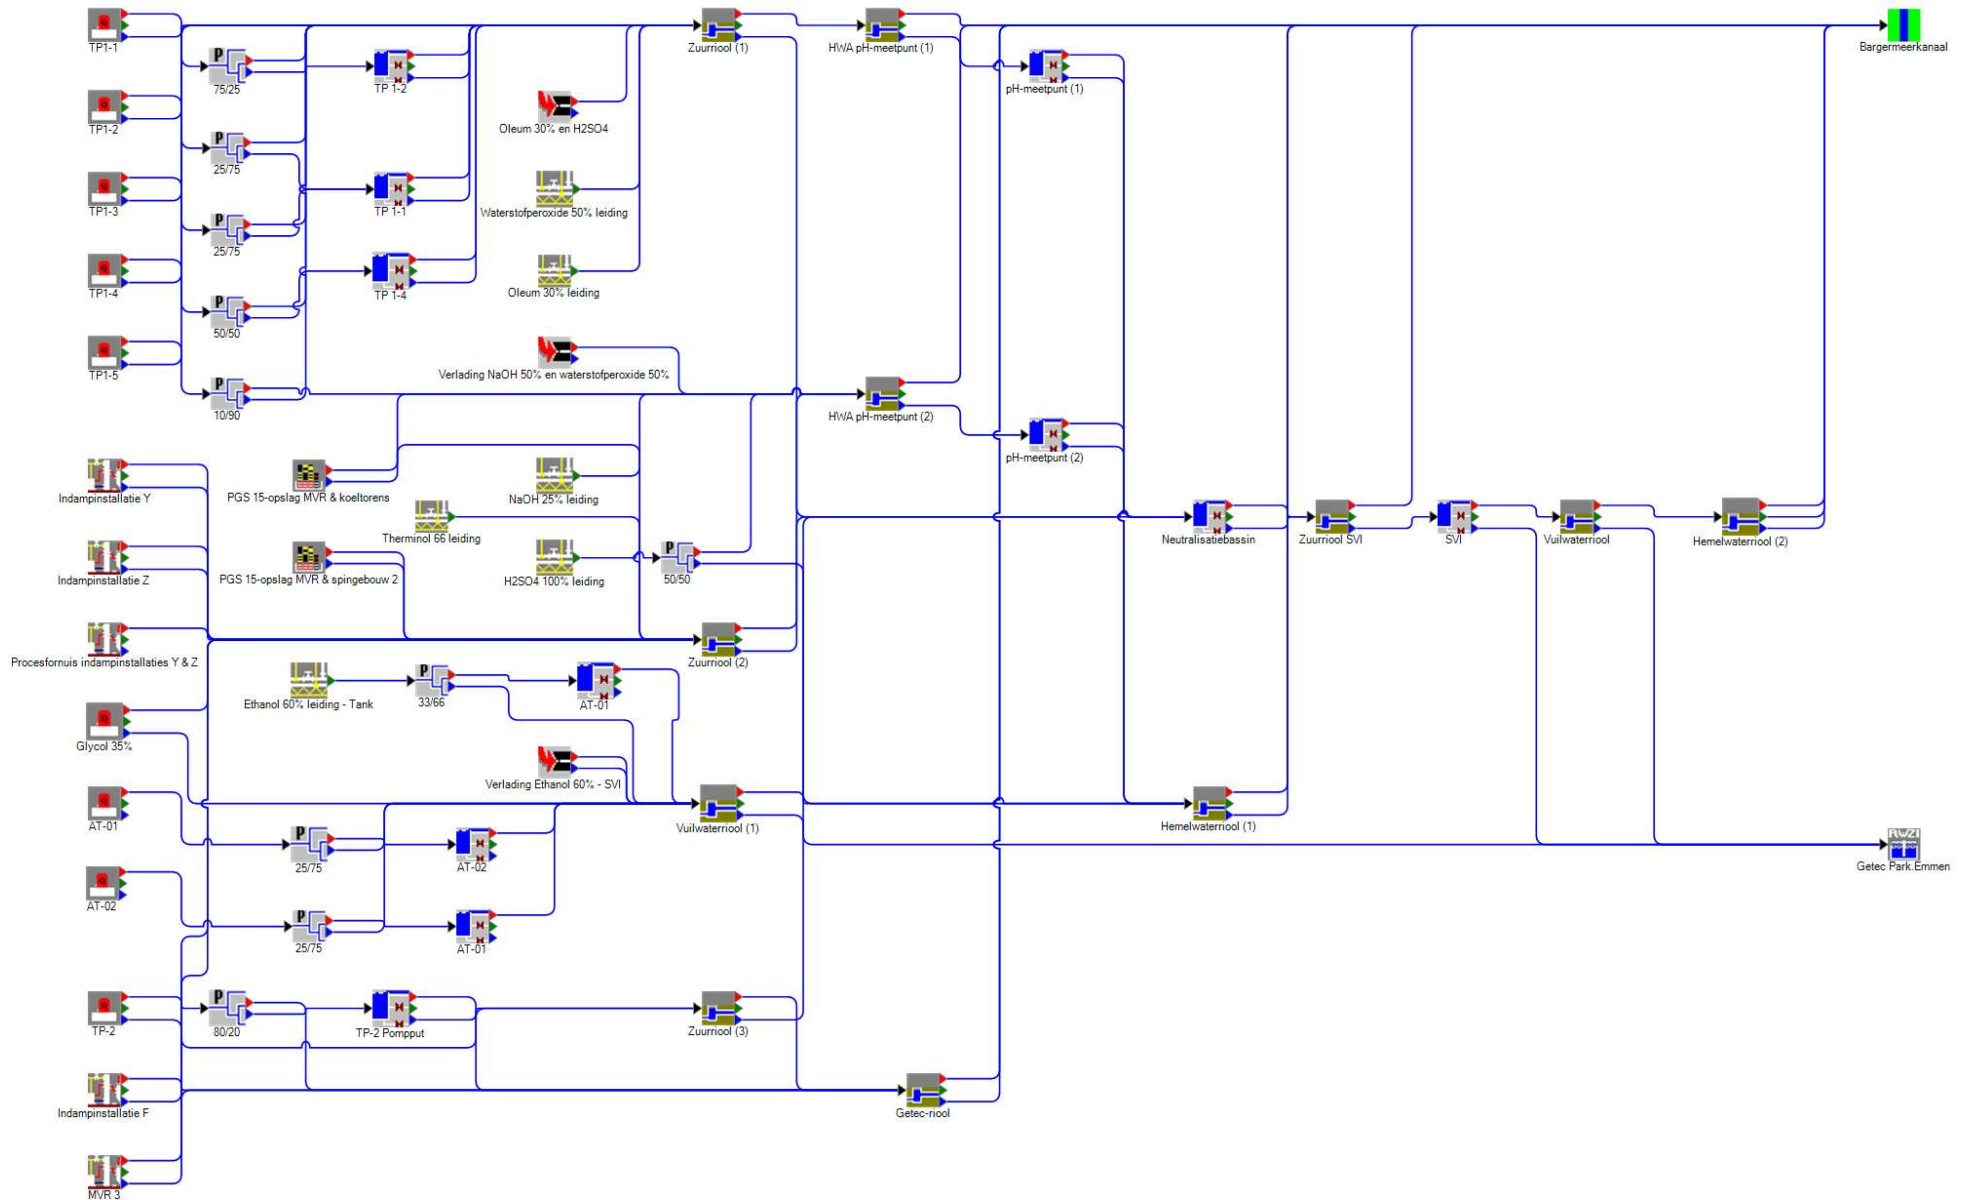 TP1-1
P
75/25
TP 1-2
Zuurriool (1)
HWA pH-meetpunt (1)
Bargermeerkanaal
pH-meetpunt (1)
TP1-2
Oleum 30% en H2SO4
P
25/75
TP1-3
TP 1-1
Waterstofperoxide 50% leiding
P
25/75
TP1-4
TP 1-4
Oleum 30% leiding
P
50/50
TP1-5
Verlading NaOH 50% en waterstofperoxide 50%
P
10/90
HWA pH-meetpunt (2)
pH-meetpunt (2)
Indampinstallatie Y
PGS 15-opslag MVR & koeltorens
NaOH 25% leiding
Therminol 66 leiding
Neutralisatiebassin
Zuurriool SVI
SVI
Vuilwaterriool
Hemelwaterriool (2)
Indampinstallatie Z
PGS 15-opslag MVR & spingebouw 2
H2SO4 100% leiding
P
50/50
Procesfornuis indampinstallaties Y & Z
Zuurriool (2)
Ethanol 60% leiding - Tank
P
33/66
AT-01
Glycol 35%
Verlading Ethanol 60% - SVI
AT-01
Vuilwaterriool (1)
Hemelwaterriool (1)
P
25/75
AT-02
RWZI
Getec Park.Emmen
AT-02
P
25/75
AT-01
TP-2
P
80/20
TP-2 Pompput
Zuurriool (3)
Indampinstallatie F
Getec-riool
MVR 3